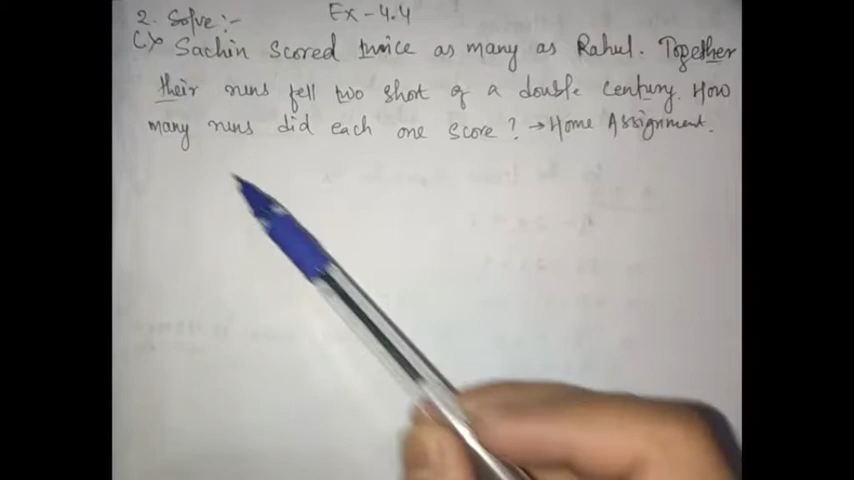 Ex - 4.4
2. Solve :-
(c) Sachin scored twice as many as Rahul. Together
their runs fell two short of a double century. How
many runs did each one score? → Home Assignment.